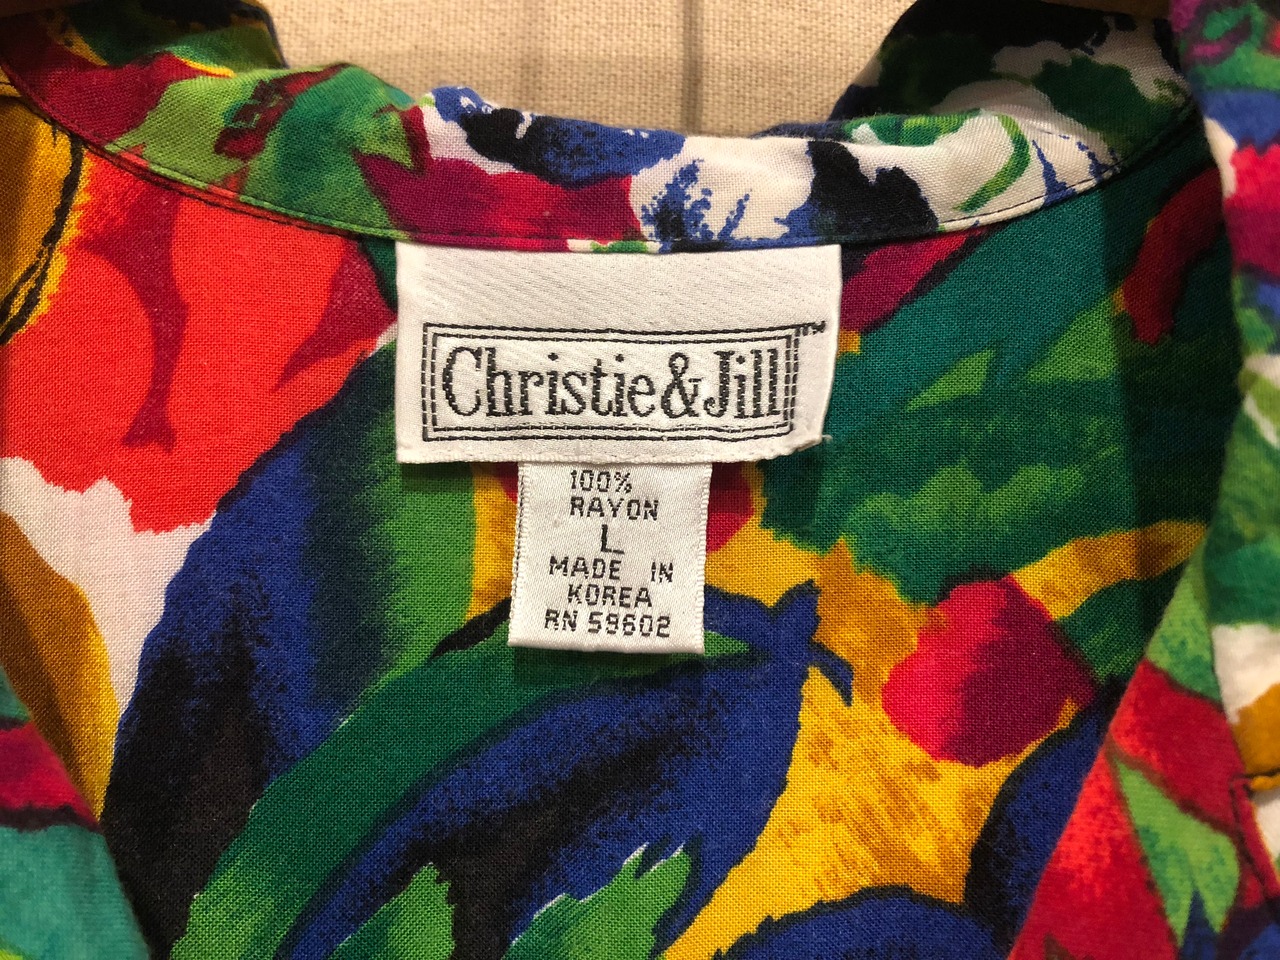 Christie&Jill™
100%
RAYON
L
MADE IN
KOREA
RN 59602